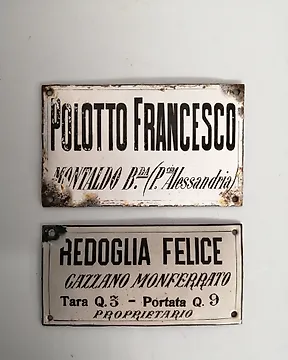 POLOTTO FRANCESCO
MONTALDO B.DA (P.cia Alessandria)
REDOGLIA FELICE
GAZZANO MONFERRATO
Tara Q. 3 - Portata Q. 9
PROPRIETARIO